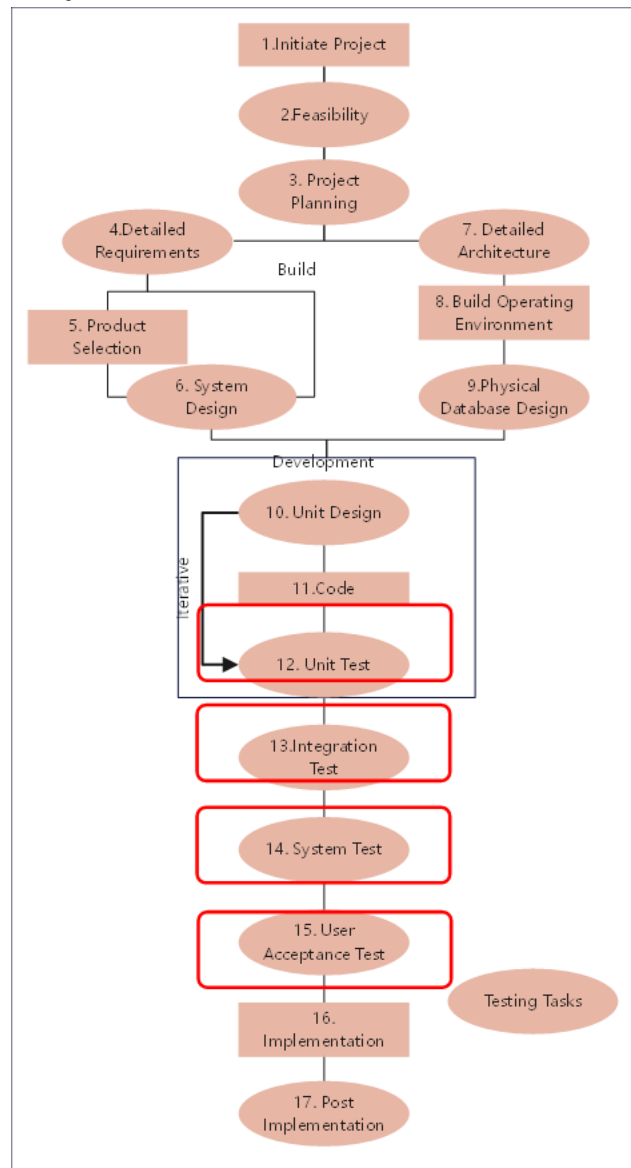 1.Initiate Project
2.Feasibility
3. Project
Planning
4.Detailed
Requirements
7. Detailed
Architecture
Build
5. Product
Selection
8. Build Operating
Environment
6. System
Design
9.Physical
Database Design
Development
10. Unit Design
Iterative
11.Code
12. Unit Test
13.Integration
Test
14. System Test
15. User
Acceptance Test
Testing Tasks
16.
Implementation
17. Post
Implementation